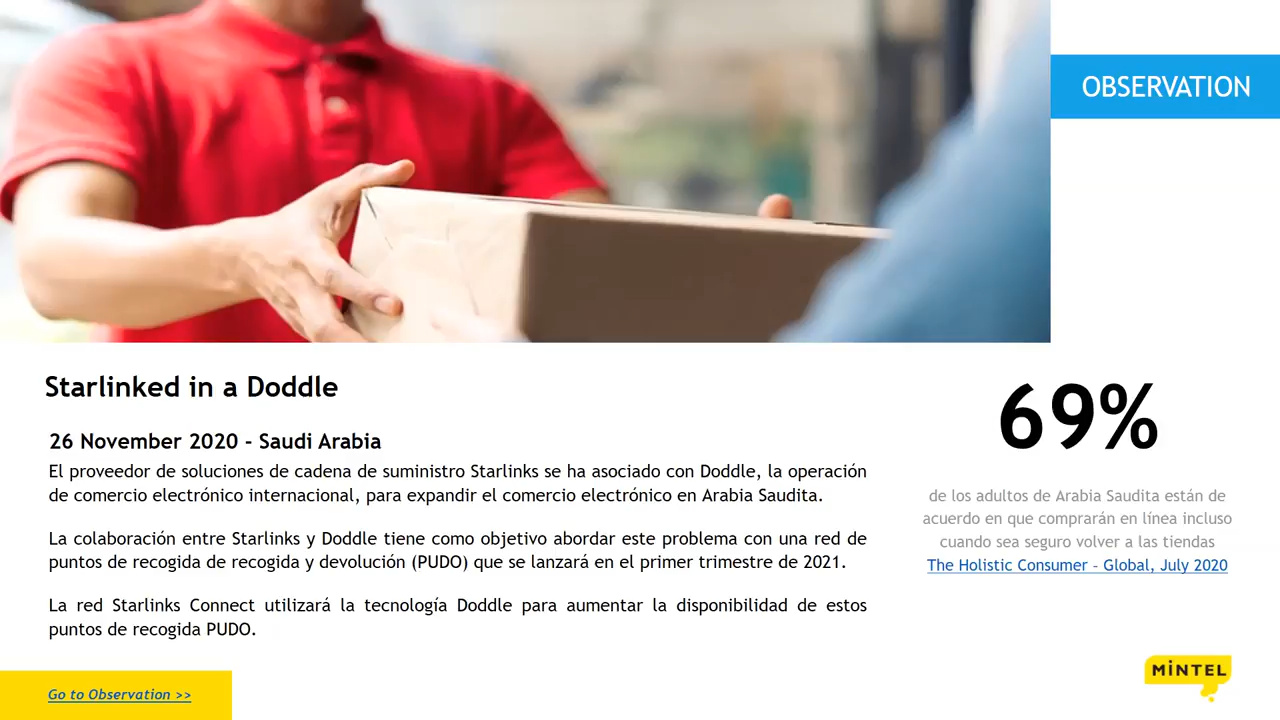 OBSERVATION
Starlinked in a Doddle
26 November 2020 - Saudi Arabia
El proveedor de soluciones de cadena de suministro Starlinks se ha asociado con Doddle, la operación
de comercio electrónico internacional, para expandir el comercio electrónico en Arabia Saudita.
La colaboración entre Starlinks y Doddle tiene como objetivo abordar este problema con una red de
puntos de recogida de recogida y devolución (PUDO) que se lanzará en el primer trimestre de 2021.
La red Starlinks Connect utilizará la tecnología Doddle para aumentar la disponibilidad de estos
puntos de recogida PUDO.
69%
de los adultos de Arabia Saudita están de
acuerdo en que comprarán en línea incluso
cuando sea seguro volver a las tiendas
The Holistic Consumer – Global, July 2020
Go to Observation >>
MINTEL